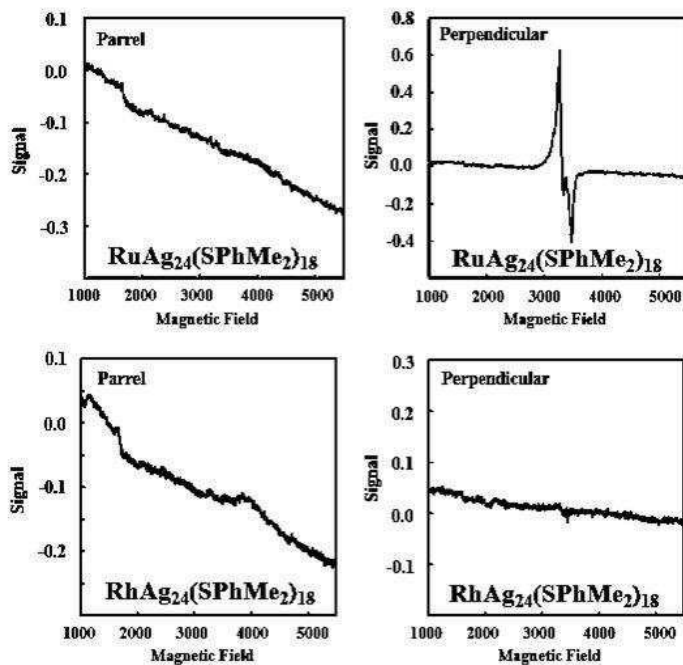 Parrel
0.0
-0.1
-0.2
-0.3
Signal
RuAg24(SPhMe2)18
1000 2000 3000 4000 5000
Magnetic Field
Perpendicular
0.8
0.6
0.4
0.2
0.0
-0.2
-0.4
Signal
RuAg24(SPhMe2)18
1000 3000 4000 5000
Magnetic Field
Parrel
0.1
0.0
-0.1
-0.2
Signal
RhAg24(SPhMe2)18
1000 2000 3000 4000 5000
Magnetic Field
Perpendicular
0.3
0.2
0.1
0.0
-0.1
Signal
RhAg24(SPhMe2)18
1000 2000 3000 4000 5000
Magnetic Field